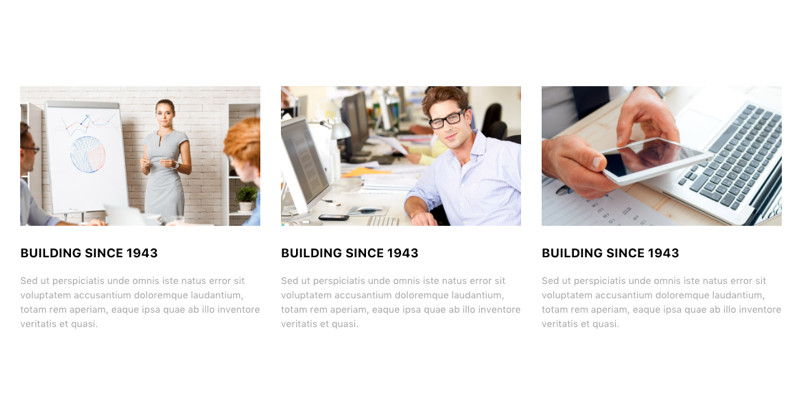 BUILDING SINCE 1943
Sed ut perspiciatis unde omnis iste natus error sit
voluptatem accusantium doloremque laudantium,
totam rem aperiam, eaque ipsa quae ab illo inventore
veritatis et quasi.
BUILDING SINCE 1943
Sed ut perspiciatis unde omnis iste natus error sit
voluptatem accusantium doloremque laudantium,
totam rem aperiam, eaque ipsa quae ab illo inventore
veritatis et quasi.
BUILDING SINCE 1943
Sed ut perspiciatis unde omnis iste natus error sit
voluptatem accusantium doloremque laudantium,
totam rem aperiam, eaque ipsa quae ab illo inventore
veritatis et quasi.